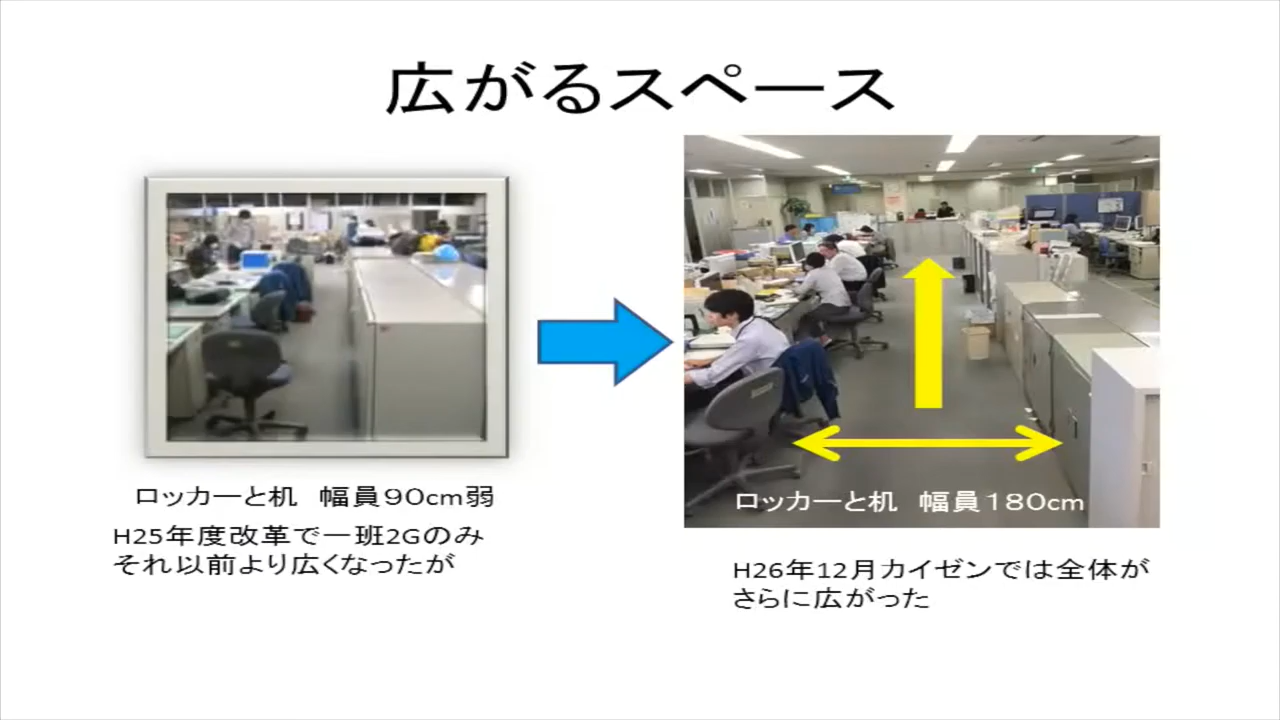 広がるスペース
ロッカーと机　幅員90cm弱
H25年度改革で一班2Gのみ
それ以前より広くなったが
ロッカーと机　幅員180cm
H26年12月カイゼンでは全体が
さらに広がった